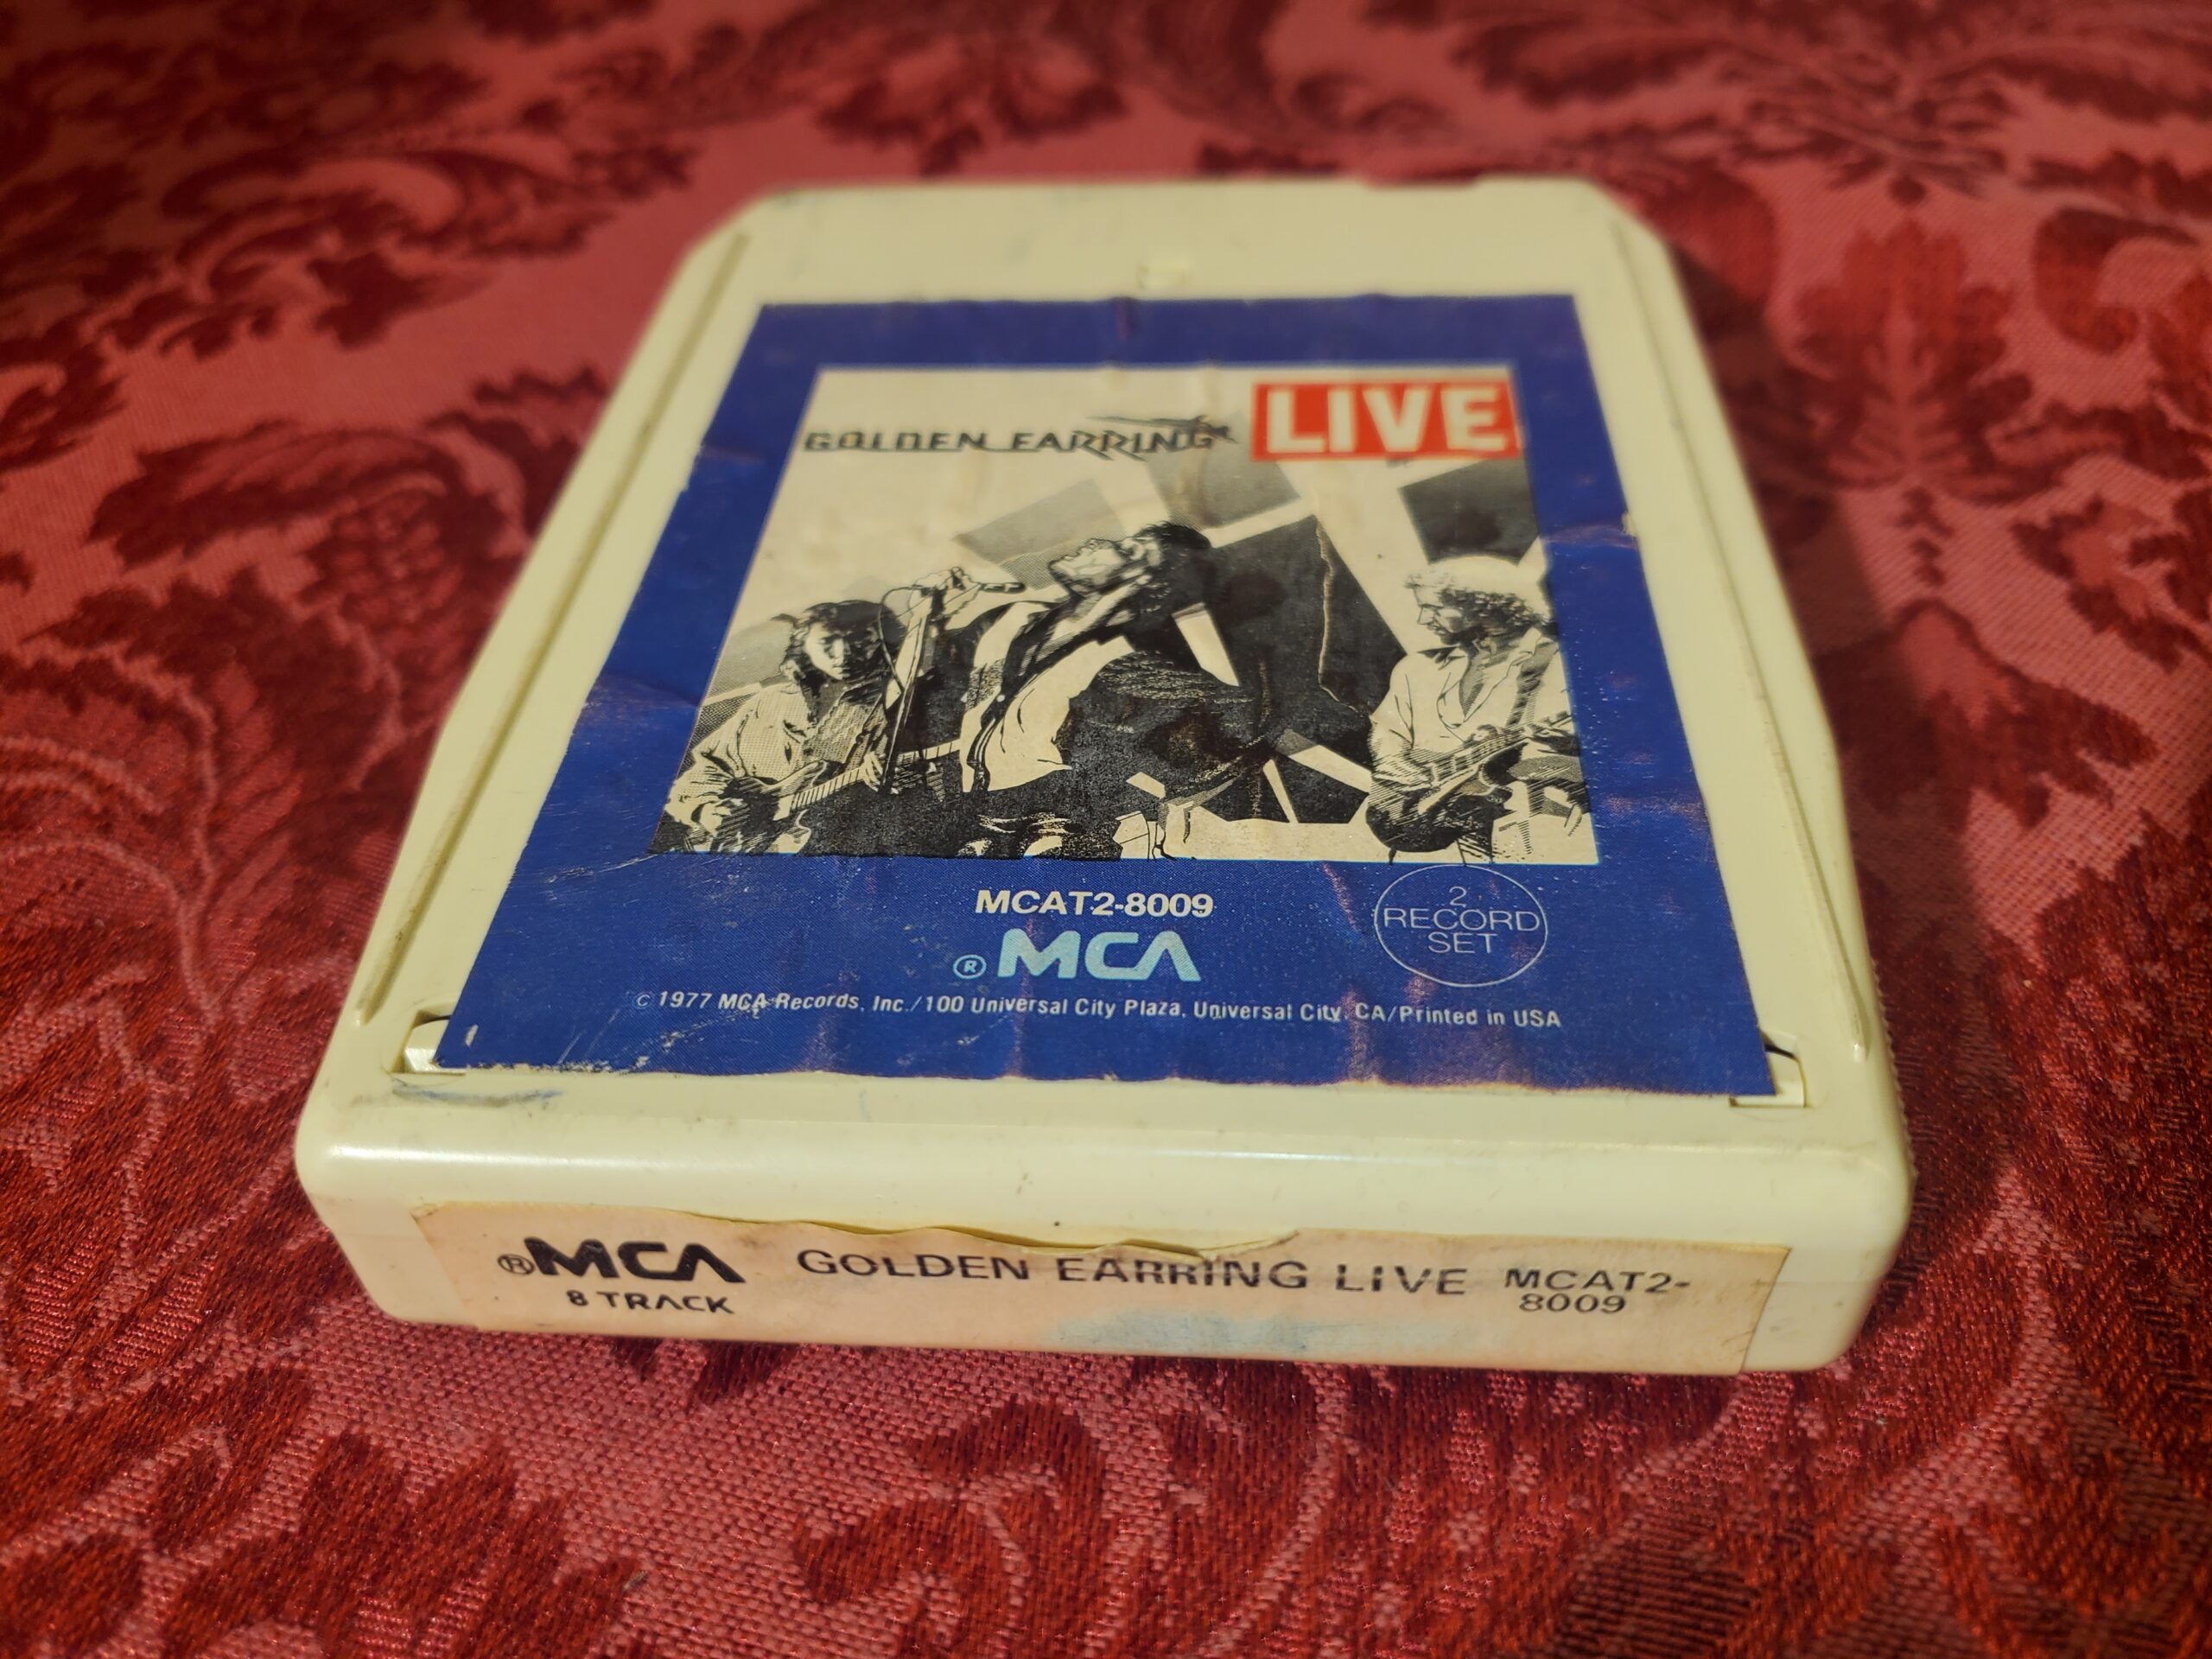 GOLDEN EARRING LIVE
MCAT2-8009
® MCA
2
RECORD
SET
© 1977 MCA Records, Inc./100 Universal City Plaza, Universal City, CA/Printed in USA
® MCA GOLDEN EARRING LIVE MCAT2-
8 TRACK 8009